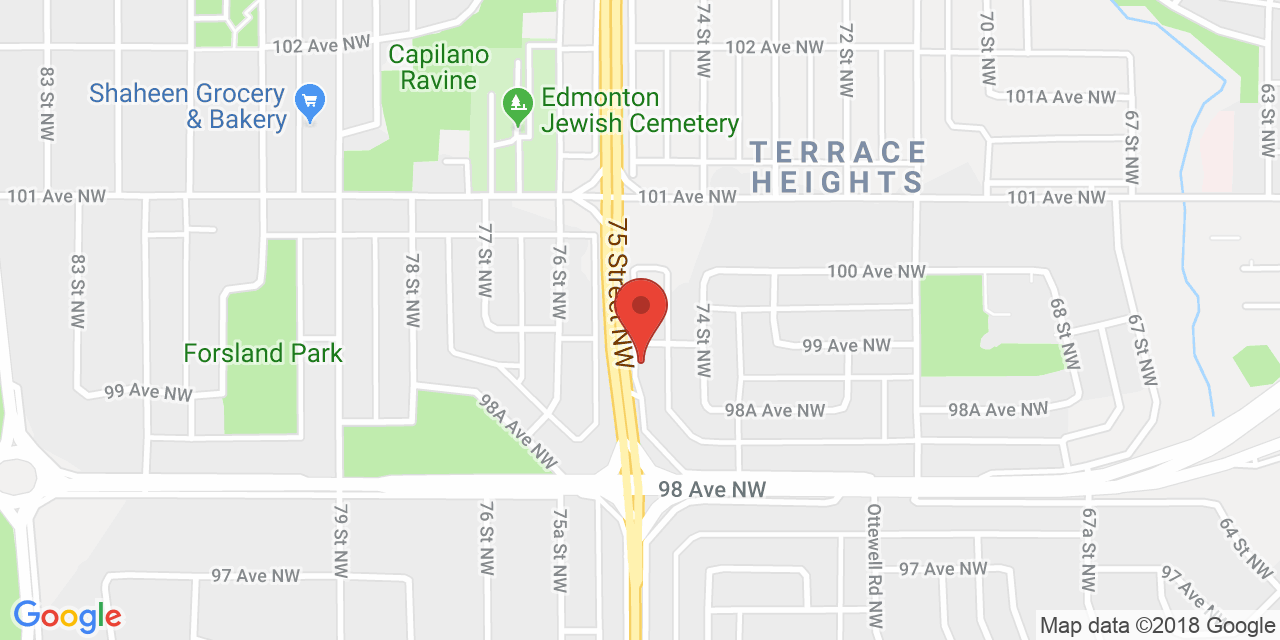 102 Ave NW
Capilano
Ravine
74 St NW
102 Ave NW
72 St NW
70 St NW
83 St NW
Shaheen Grocery
& Bakery
Edmonton
Jewish Cemetery
101A Ave NW
67 St NW
63 St NW
TERRACE
HEIGHTS
101 Ave NW
101 Ave NW
101 Ave NW
83 St NW
78 St NW
77 St NW
76 St NW
75 Street NW
100 Ave NW
74 St NW
68 St NW
67 St NW
Forsland Park
99 Ave NW
99 Ave NW
98A Ave NW
98A Ave NW
98A Ave NW
98 Ave NW
79 St NW
76 St NW
75a St NW
Ottewell Rd NW
67a St NW
64 St NW
97 Ave NW
97 Ave NW
97 Ave NW
Google
Map data ©2018 Google